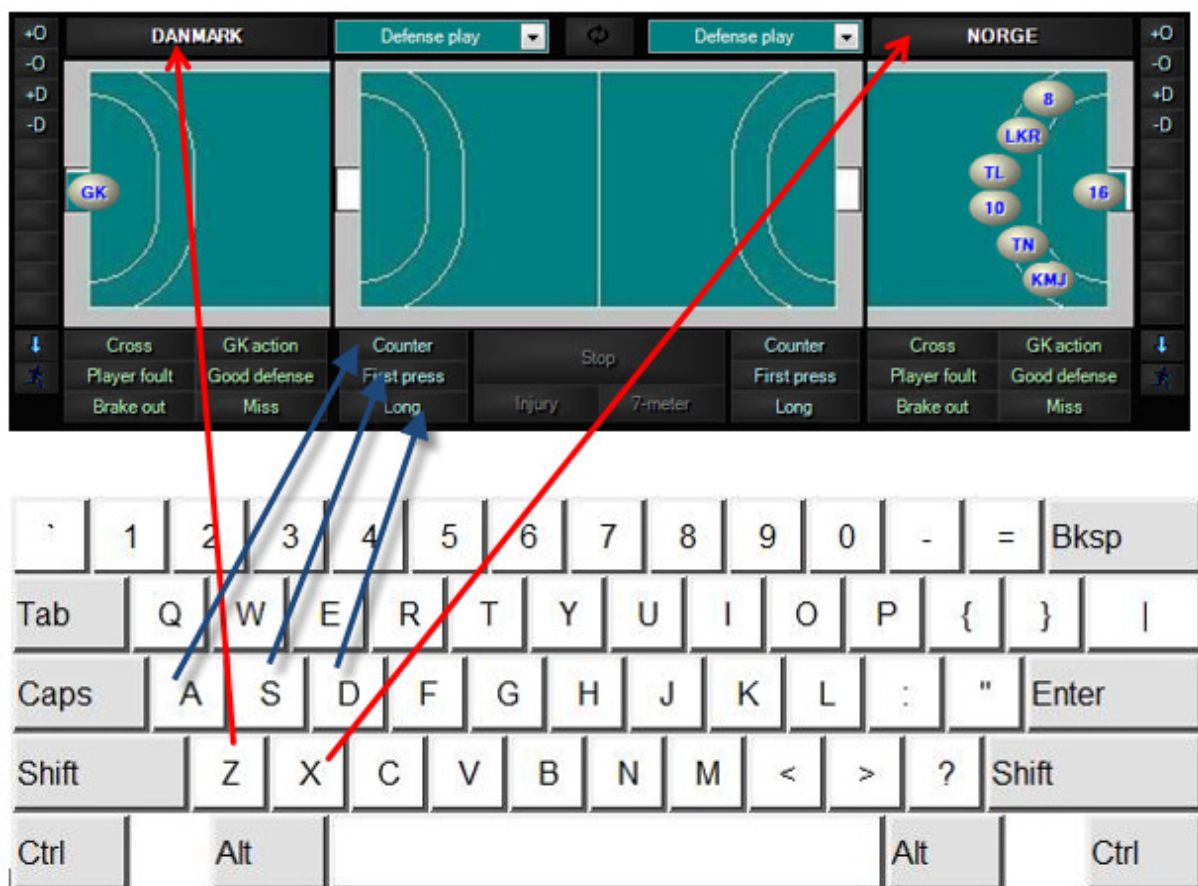 +O DANMARK Defense play Defense play NORGE +O
-O -O
+D 8 +D
-D LKR -D
TL
GK 16
10
TN
KMJ
Cross GK action Counter Stop Counter Cross GK action
Player foult Good defense First press First press Player foult Good defense
Brake out Miss Long Injury 7-meter Long Brake out Miss
` 1 2 3 4 5 6 7 8 9 0 - = Bksp
Tab Q W E R T Y U I O P { } |
Caps A S D F G H J K L : " Enter
Shift Z X C V B N M < > ? Shift
Ctrl Alt Alt Ctrl